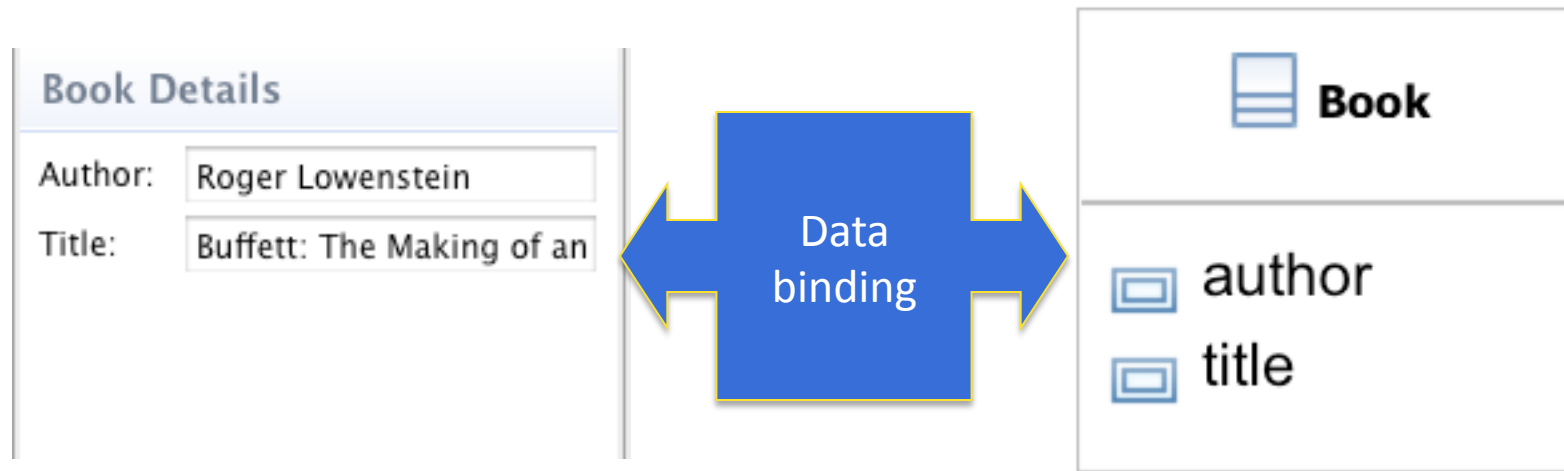 Book Details
Author: Roger Lowenstein
Title: Buffett: The Making of an
Data
binding
Book
author
title